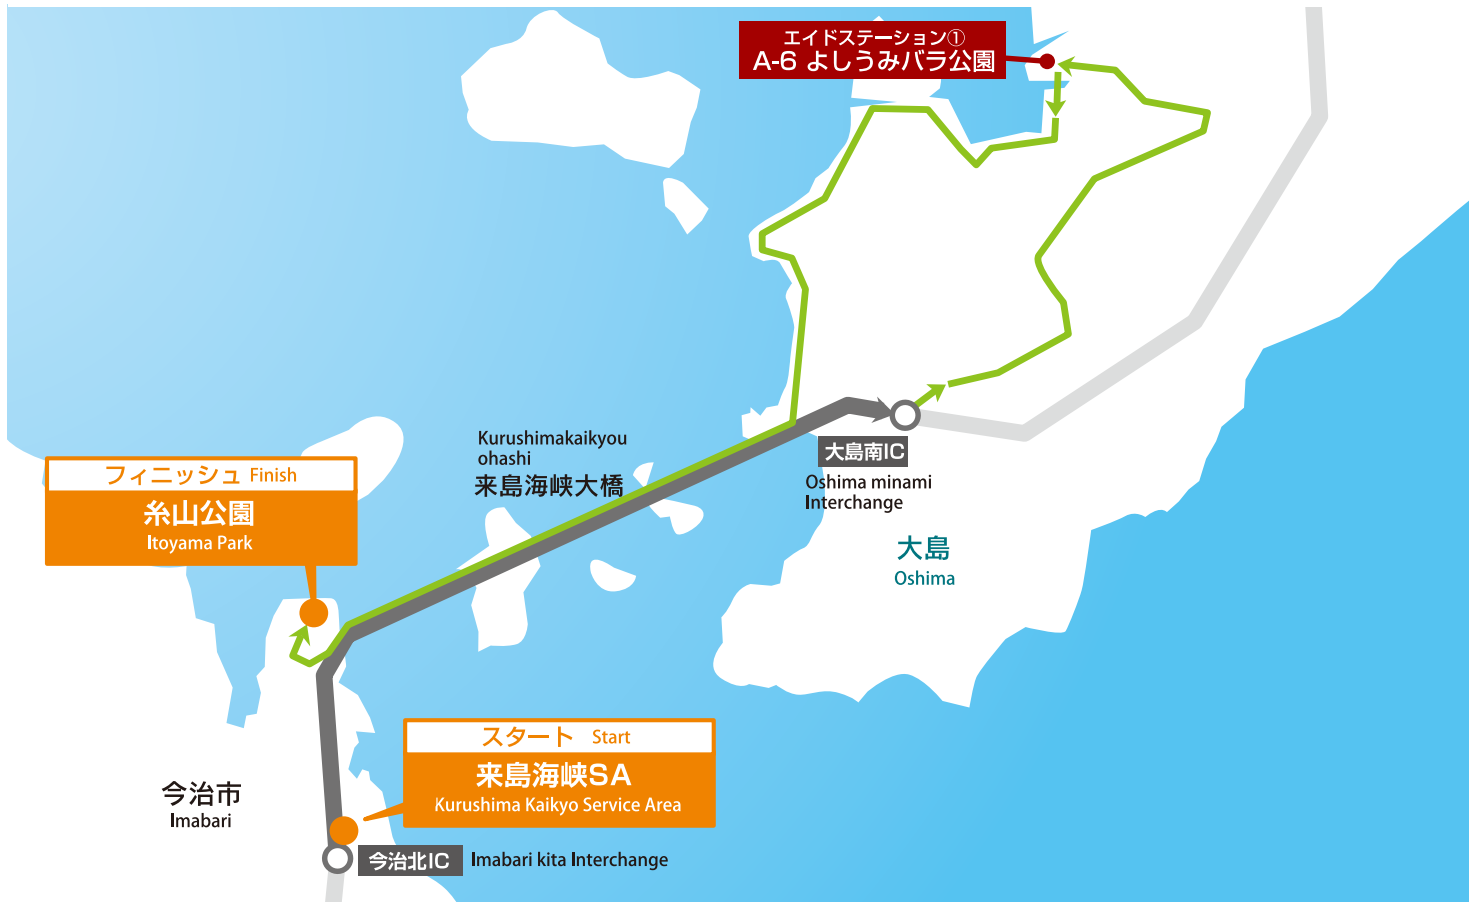 エイドステーション①
A-6 よしうみバラ公園
Kurushimakaikyou
ohashi
来島海峡大橋
大島南IC
Oshima minami
Interchange
フィニッシュ Finish
糸山公園
Itoyama Park
大島
Oshima
スタート Start
来島海峡SA
Kurushima Kaikyo Service Area
今治市
Imabari
今治北IC Imabari kita Interchange